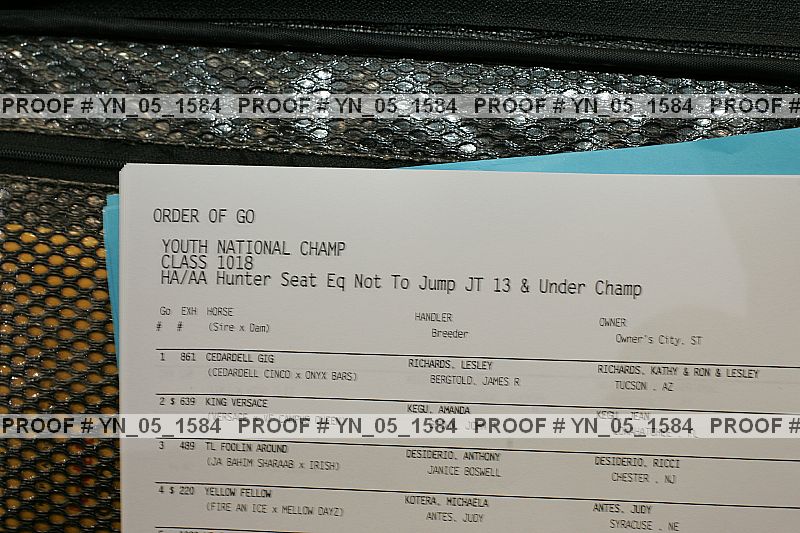 PROOF # YN_05_1584 PROOF # YN_05_1584 PROOF # YN_05_1584 PROOF #
ORDER OF GO
YOUTH NATIONAL CHAMP
CLASS 1018
HA/AA Hunter Seat Eq Not To Jump JT 13 & Under Champ
Go EXH HORSE HANDLER OWNER
# # (Sire x Dam) Breeder Owner's City, ST
1 861 CEDARDELL GIG RICHARDS, LESLEY RICHARDS, KATHY & RON & LESLEY
(CEDARDELL CINCO x ONYX BARS) BERGTOLD, JAMES R TUCSON , AZ
2 $ 639 KING VERSACE KEGU, AMANDA KEGU, JEAN
PROOF # YN_05_1584 PROOF # YN_05_1584 PROOF # YN_05_1584 PROOF #
3 489 TL FOOLIN AROUND DESIDERIO, ANTHONY DESIDERIO, RICCI
(JA BAHIM SHARAAB x IRISH) JANICE BOSWELL CHESTER , NJ
4 $ 220 YELLOW FELLOW KOTERA, MICHAELA ANTES, JUDY
(FIRE AN ICE x MELLOW DAYZ) ANTES, JUDY SYRACUSE , NE